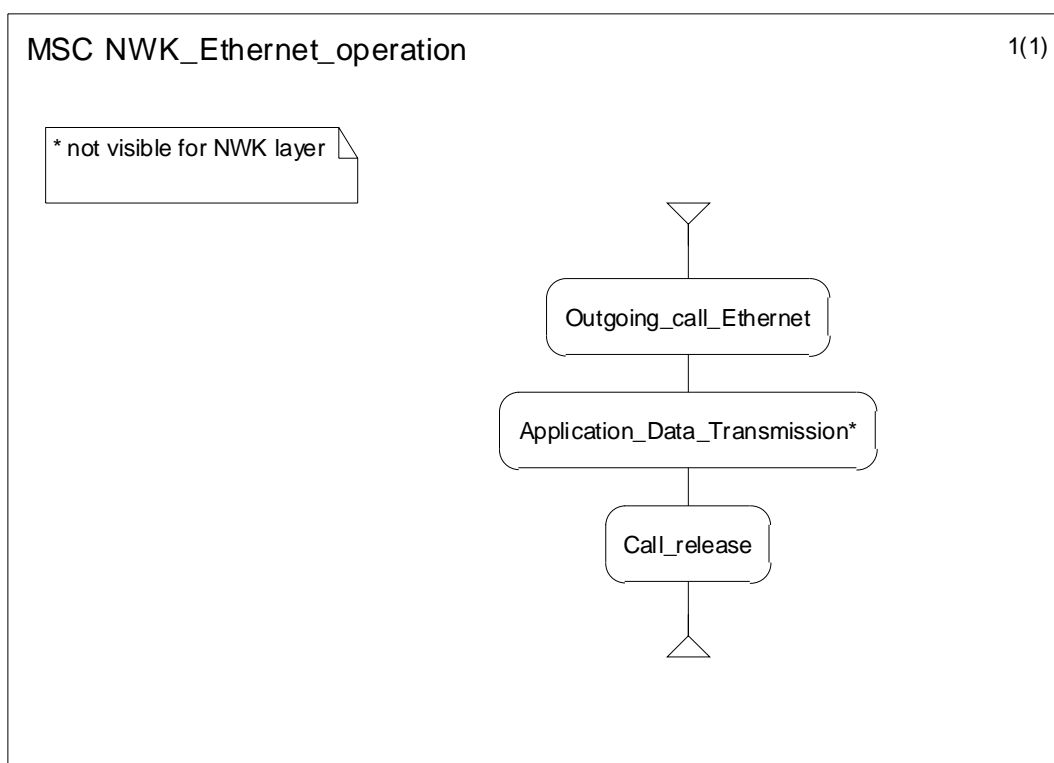 MSC NWK_Ethernet_operation
1(1)
* not visible for NWK layer
Outgoing_call_Ethernet
Application_Data_Transmission*
Call_release